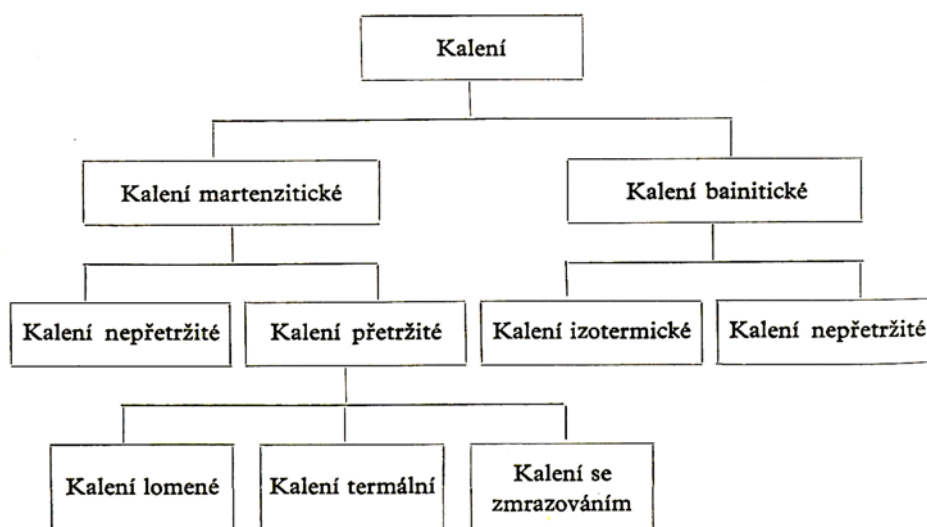 Kalení
Kalení martenzitické
Kalení bainitické
Kalení nepřetržité
Kalení přetržité
Kalení izotermické
Kalení nepřetržité
Kalení lomené
Kalení termální
Kalení se
zmrazováním